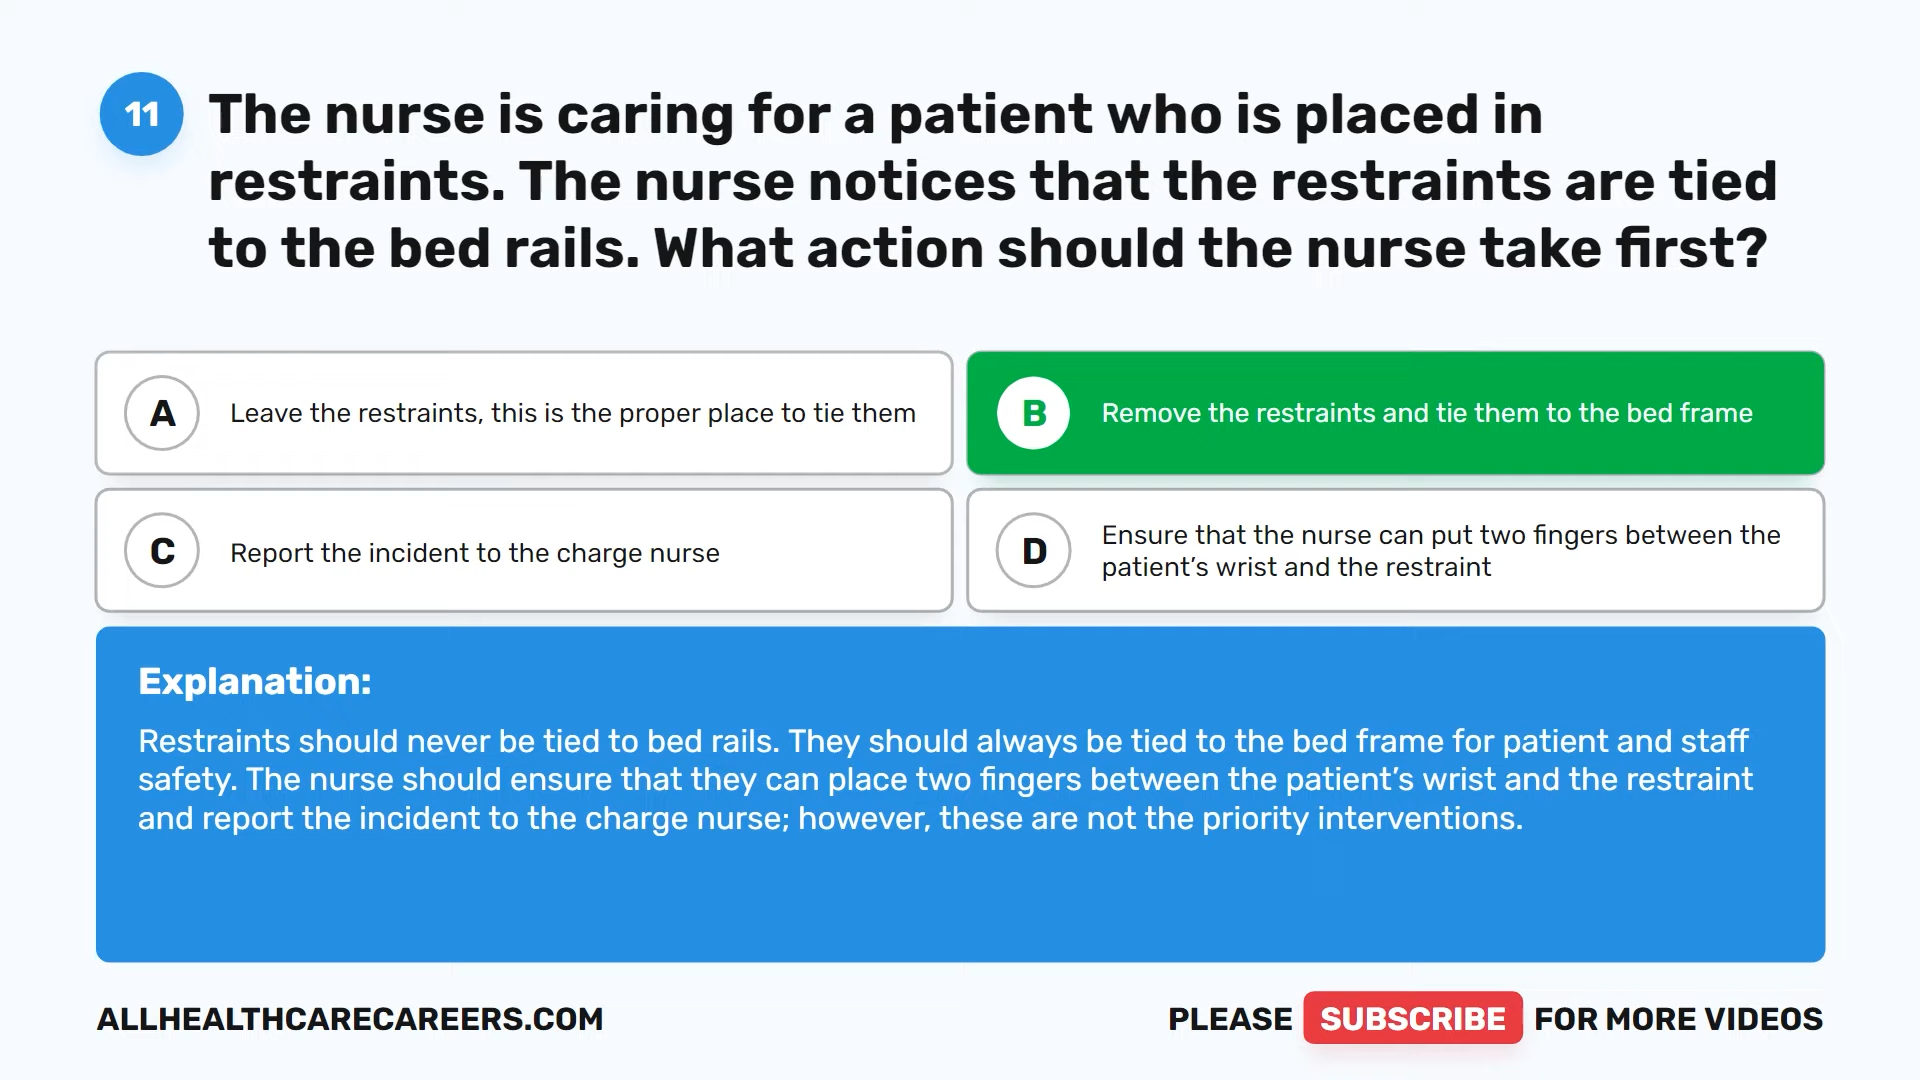 11
The nurse is caring for a patient who is placed in
restraints. The nurse notices that the restraints are tied
to the bed rails. What action should the nurse take first?
A
Leave the restraints, this is the proper place to tie them
B
Remove the restraints and tie them to the bed frame
C
Report the incident to the charge nurse
D
Ensure that the nurse can put two fingers between the
patient’s wrist and the restraint
Explanation:
Restraints should never be tied to bed rails. They should always be tied to the bed frame for patient and staff
safety. The nurse should ensure that they can place two fingers between the patient’s wrist and the restraint
and report the incident to the charge nurse; however, these are not the priority interventions.
ALLHEALTHCARECAREERS.COM
PLEASE SUBSCRIBE FOR MORE VIDEOS